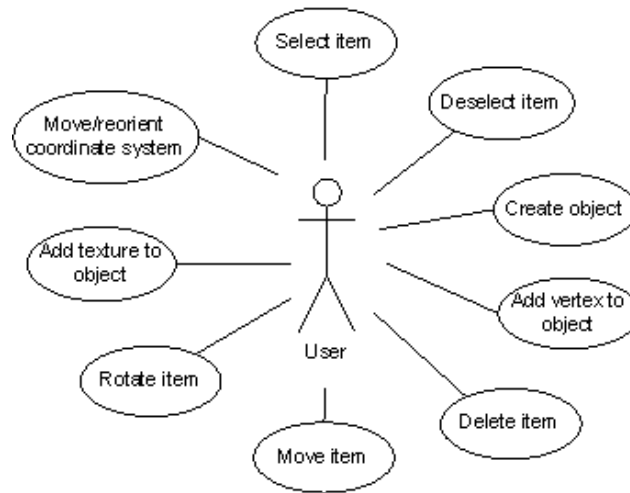 Select item
Deselect item
Move/reorient
coordinate system
Create object
Add texture to
object
Add vertex to
object
User
Rotate item
Delete item
Move item